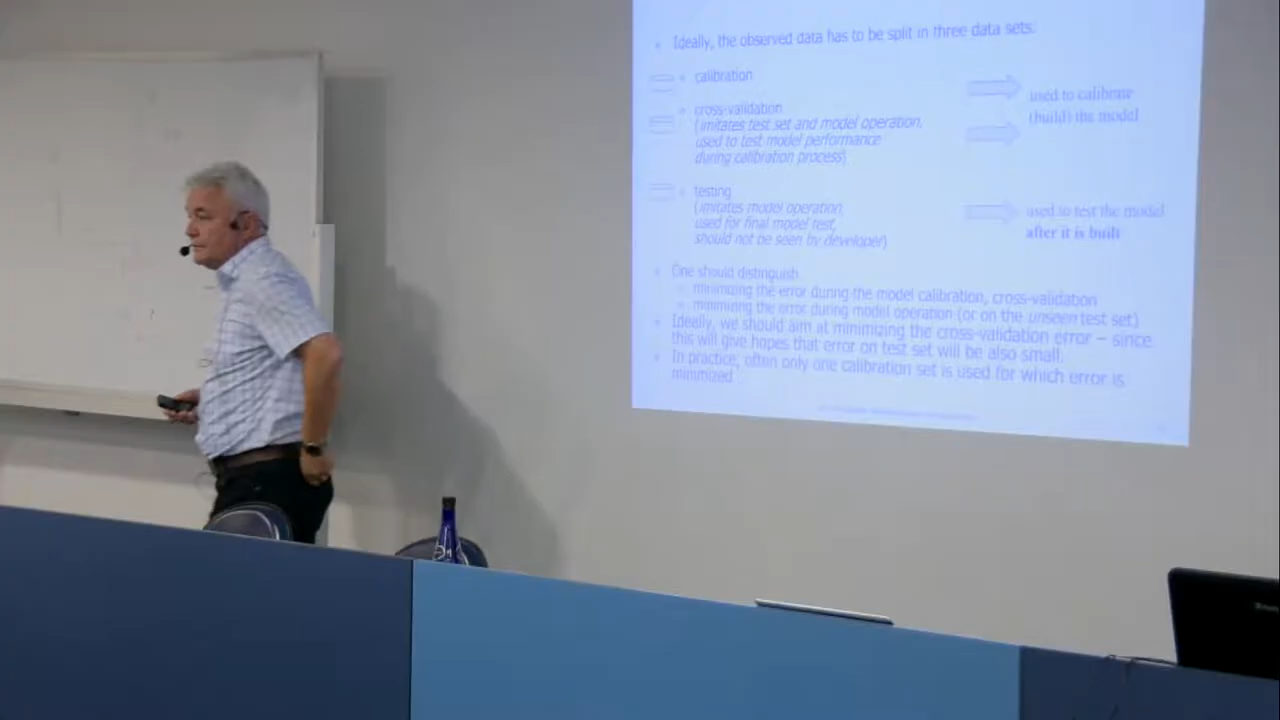 Ideally, the observed data has to be split in three data sets:
calibration
used to calibrate
(build) the model
cross-validation
(imitates test set and model operation,
used to test model performance
during calibration process)
testing
(imitates model operation,
used for final model test,
should not be seen by developer)
used to test the model
after it is built
One should distinguish
minimizing the error during the model calibration, cross-validation
minimizing the error during model operation (or on the unseen test set)
Ideally, we should aim at minimizing the cross-validation error – since
this will give hopes that error on test set will be also small.
In practice, often only one calibration set is used for which error is
minimized